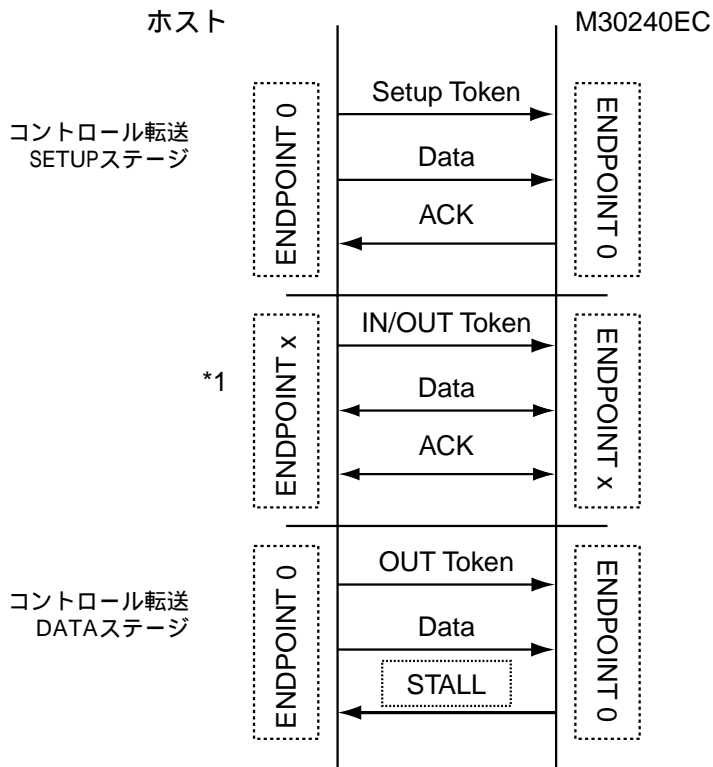 ホスト
M30240EC
コントロール転送
SETUPステージ
ENDPOINT 0
Setup Token
Data
ACK
ENDPOINT 0
*1
ENDPOINT x
IN/OUT Token
Data
ACK
ENDPOINT x
コントロール転送
DATAステージ
ENDPOINT 0
OUT Token
Data
STALL
ENDPOINT 0